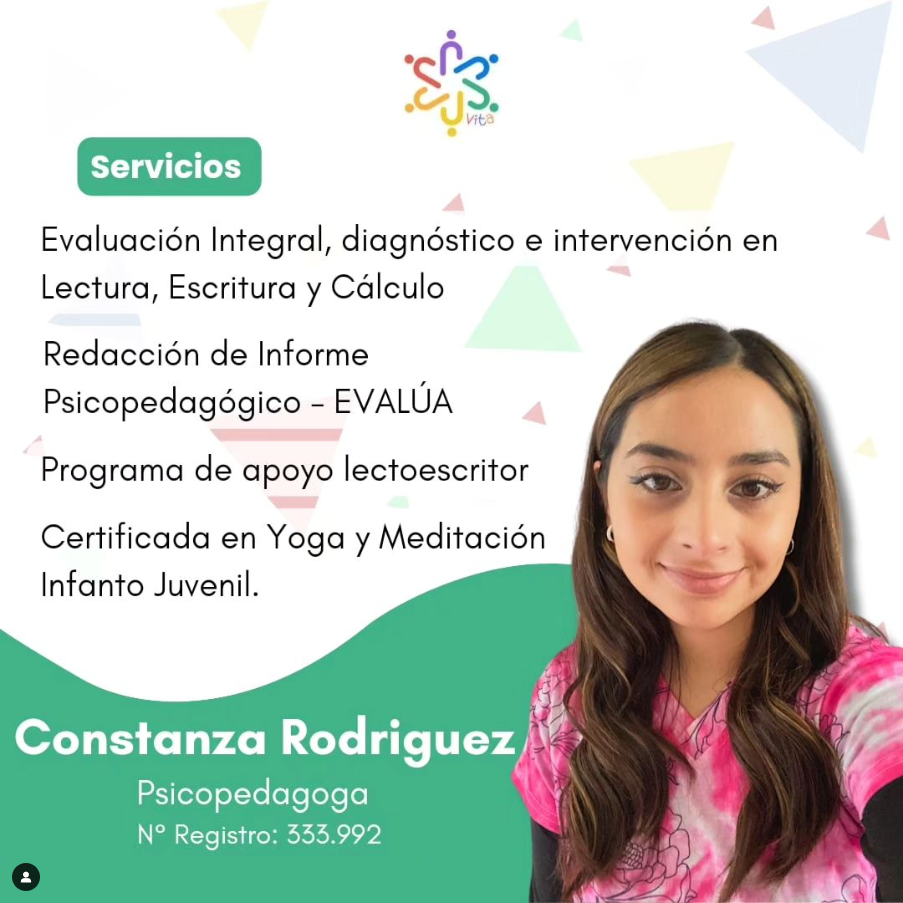 vita
Servicios
Evaluación Integral, diagnóstico e intervención en
Lectura, Escritura y Cálculo
Redacción de Informe
Psicopedagógico - EVALÚA
Programa de apoyo lectoescritor
Certificada en Yoga y Meditación
Infanto Juvenil.
Constanza Rodriguez
Psicopedagoga
N° Registro: 333.992